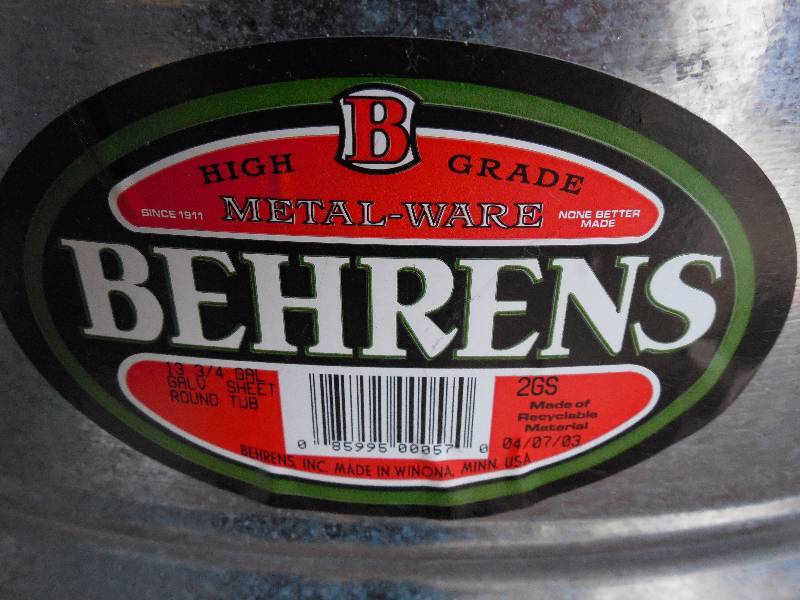 B
HIGH GRADE
SINCE 1911 METAL-WARE NONE BETTER MADE
BEHRENS
13 3/4 GAL
GALV SHEET
ROUND TUB
0 85995 00057 0
2GS
Made of
Recyclable
Material
04/07/03
BEHRENS, INC. MADE IN WINONA, MINN. USA